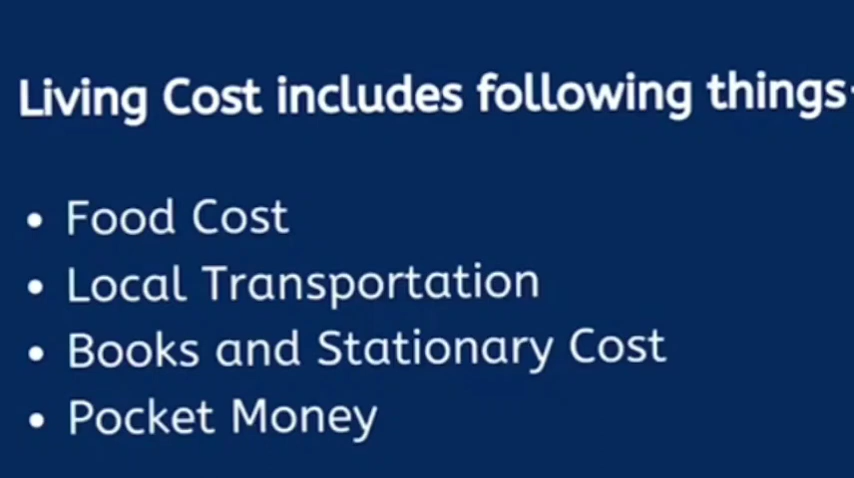 Living Cost includes following things-
• Food Cost
• Local Transportation
• Books and Stationary Cost
• Pocket Money